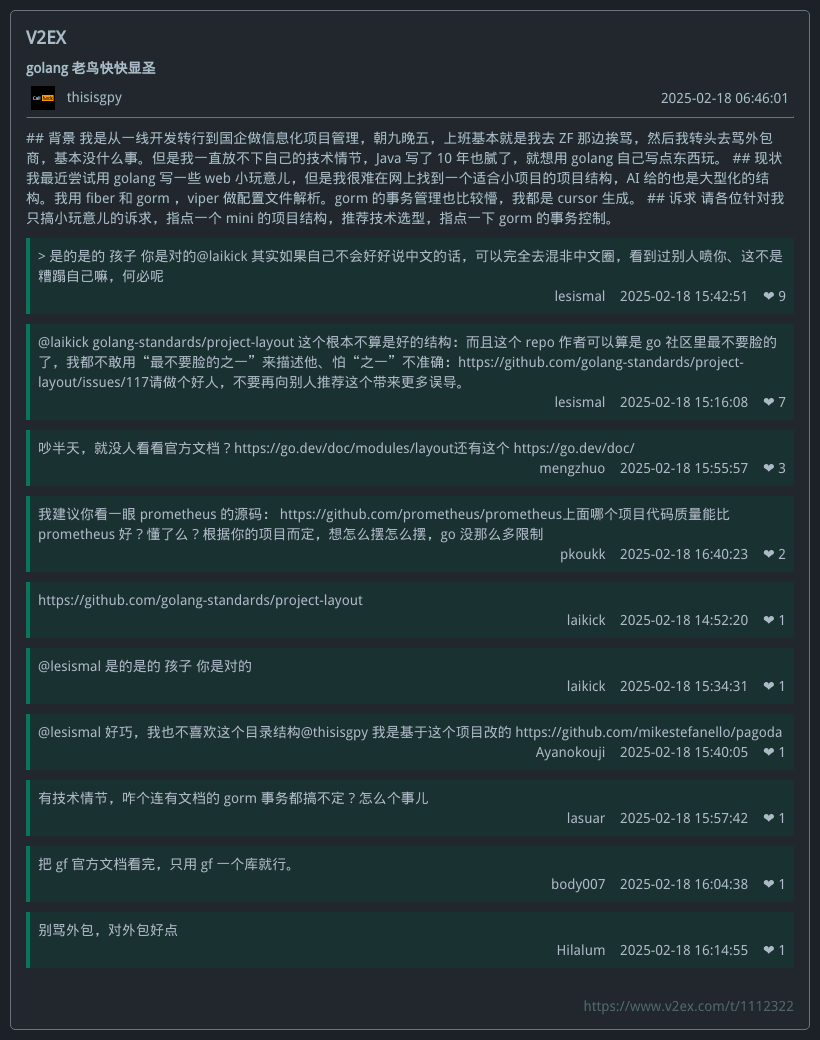 V2EX
golang 老鸟快快显圣
Call backz
thisisgpy 2025-02-18 06:46:01
## 背景 我是从一线开发转行到国企做信息化项目管理，朝九晚五，上班基本就是我去 ZF 那边挨骂，然后我转头去骂外包
商，基本没什么事。但是我一直放不下自己的技术情节，Java 写了 10 年也腻了，就想用 golang 自己写点东西玩。 ## 现状
我最近尝试用 golang 写一些 web 小玩意儿，但是我很难在网上找到一个适合小项目的项目结构，AI 给的也是大型化的结
构。我用 fiber 和 gorm ，viper 做配置文件解析。gorm 的事务管理也比较懵，我都是 cursor 生成。 ## 诉求 请各位针对我
只搞小玩意儿的诉求，指点一个 mini 的项目结构，推荐技术选型，指点一下 gorm 的事务控制。
> 是的是的 孩子 你是对的@laikick 其实如果自己不会好好说中文的话，可以完全去混非中文圈，看到过别人喷你、这不是
糟蹋自己嘛，何必呢
lesismal 2025-02-18 15:42:51 ❤ 9
@laikick golang-standards/project-layout 这个根本不算是好的结构：而且这个 repo 作者可以算是 go 社区里最不要脸的
了，我都不敢用“最不要脸的之一”来描述他、怕“之一”不准确：https://github.com/golang-standards/project-
layout/issues/117请做个好人，不要再向别人推荐这个带来更多误导。
lesismal 2025-02-18 15:16:08 ❤ 7
吵半天，就没人看看官方文档？https://go.dev/doc/modules/layout还有这个 https://go.dev/doc/
mengzhuo 2025-02-18 15:55:57 ❤ 3
我建议你看一眼 prometheus 的源码： https://github.com/prometheus/prometheus上面哪个项目代码质量能比
prometheus 好？懂了么？根据你的项目而定，想怎么摆怎么摆，go 没那么多限制
pkoukk 2025-02-18 16:40:23 ❤ 2
https://github.com/golang-standards/project-layout
laikick 2025-02-18 14:52:20 ❤ 1
@lesismal 是的是的 孩子 你是对的
laikick 2025-02-18 15:34:31 ❤ 1
@lesismal 好巧，我也不喜欢这个目录结构@thisisgpy 我是基于这个项目改的 https://github.com/mikestefanello/pagoda
Ayanokouji 2025-02-18 15:40:05 ❤ 1
有技术情节，咋个连有文档的 gorm 事务都搞不定？怎么个事儿
lasuar 2025-02-18 15:57:42 ❤ 1
把 gf 官方文档看完，只用 gf 一个库就行。
body007 2025-02-18 16:04:38 ❤ 1
别骂外包，对外包好点
Hilalum 2025-02-18 16:14:55 ❤ 1
https://www.v2ex.com/t/1112322